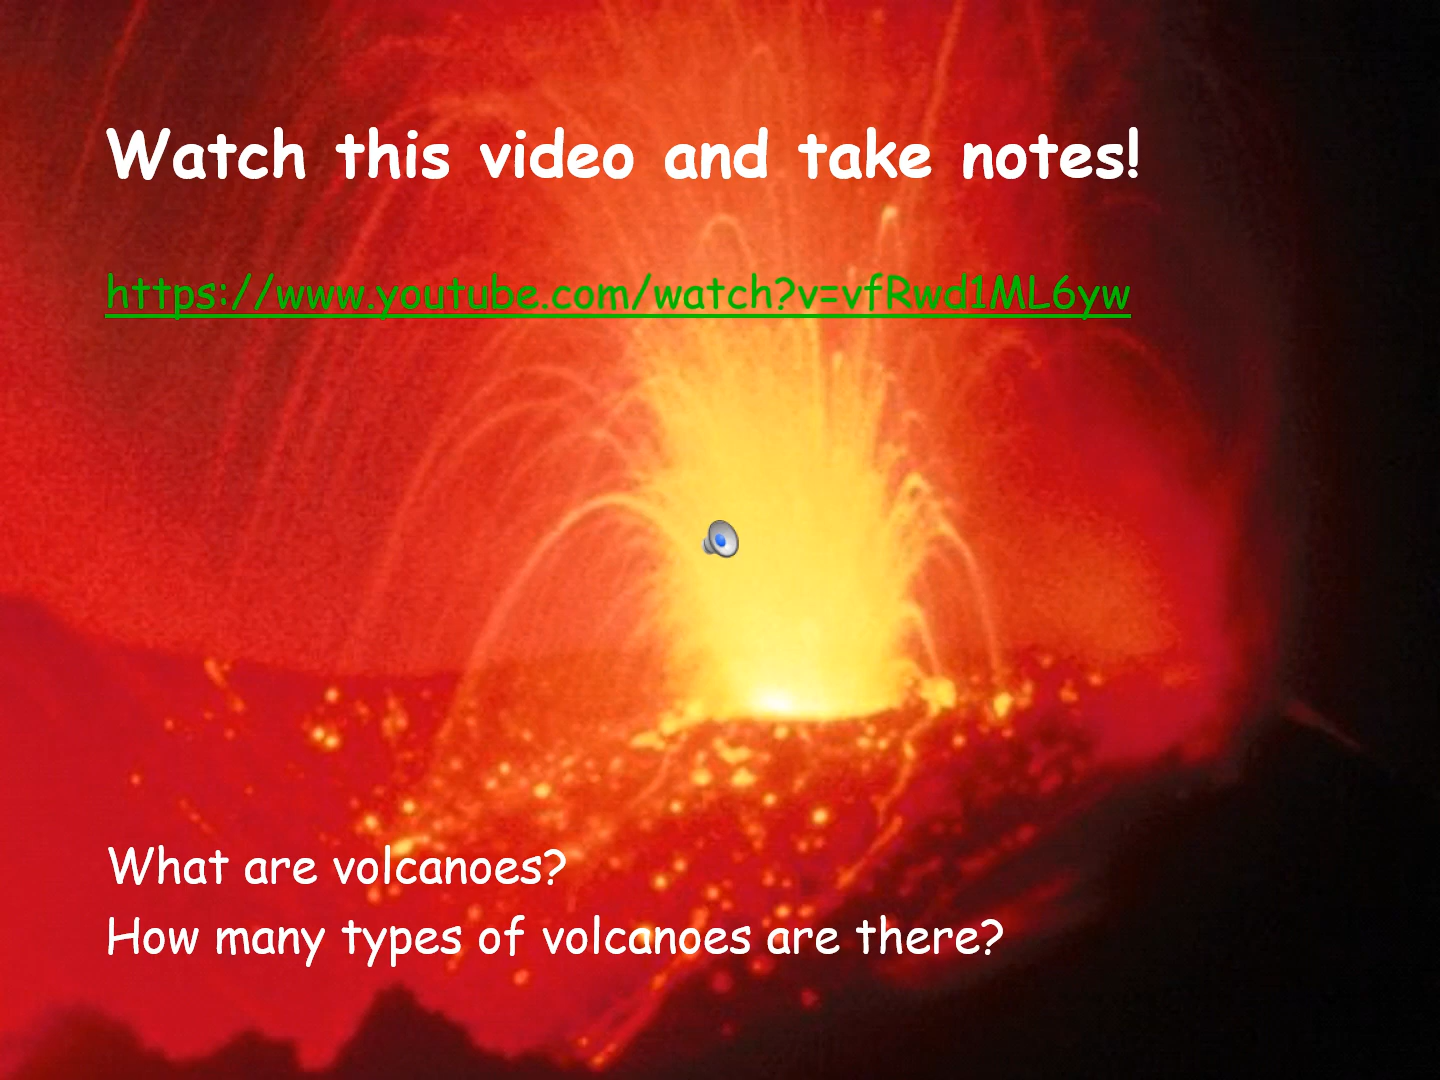 Watch this video and take notes!
https://www.youtube.com/watch?v=vfRwd1ML6yw
What are volcanoes?
How many types of volcanoes are there?